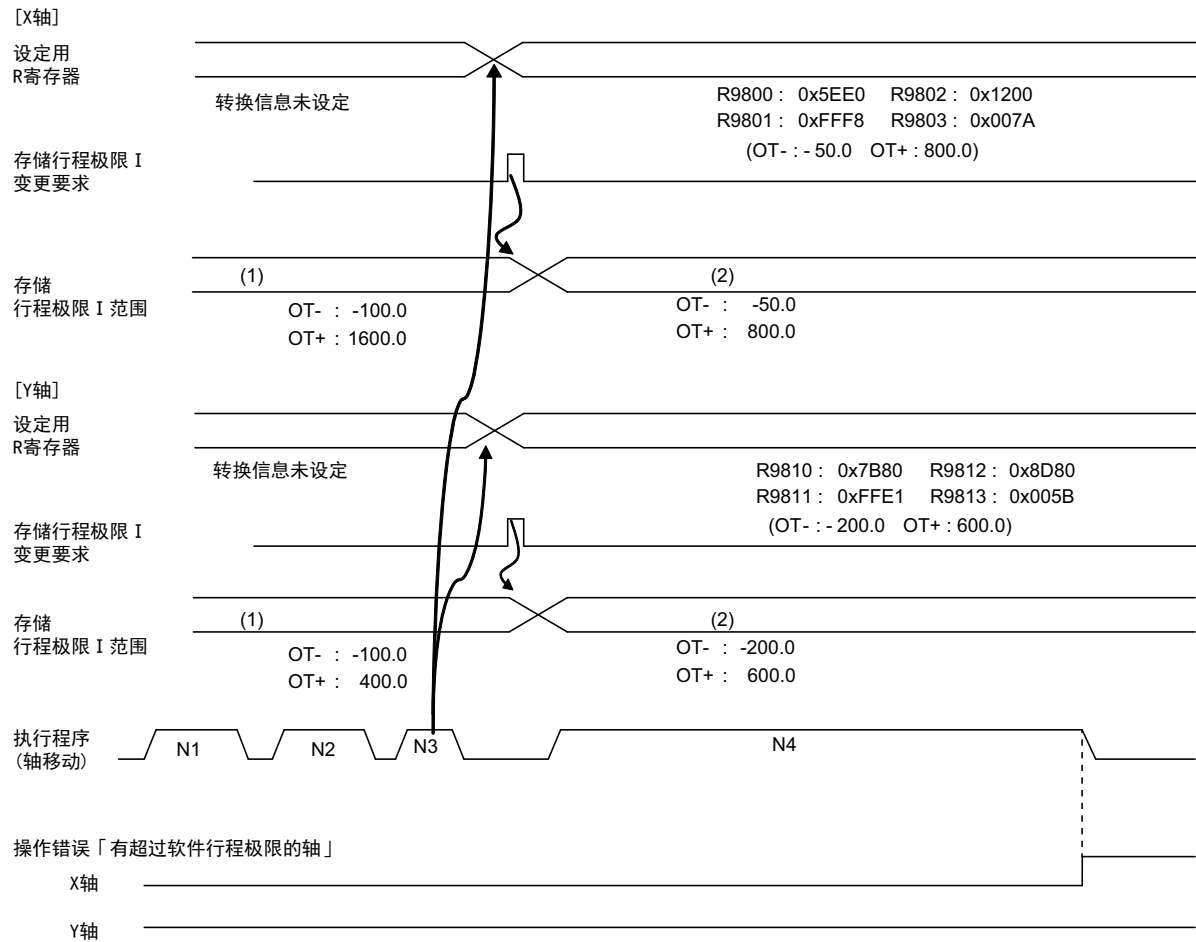 [X轴]
设定用
R寄存器
转换信息未设定
R9800 : 0x5EE0 R9802 : 0x1200
R9801 : 0xFFF8 R9803 : 0x007A
(OT- : - 50.0 OT+ : 800.0)
存储行程极限 I
变更要求
存储
行程极限 I 范围
(1)
OT- : -100.0
OT+ : 1600.0
(2)
OT- : -50.0
OT+ : 800.0
[Y轴]
设定用
R寄存器
转换信息未设定
R9810 : 0x7B80 R9812 : 0x8D80
R9811 : 0xFFE1 R9813 : 0x005B
(OT- : - 200.0 OT+ : 600.0)
存储行程极限 I
变更要求
存储
行程极限 I 范围
(1)
OT- : -100.0
OT+ : 400.0
(2)
OT- : -200.0
OT+ : 600.0
执行程序
(轴移动)
N1 N2 N3 N4
操作错误「有超过软件行程极限的轴」
X轴
Y轴